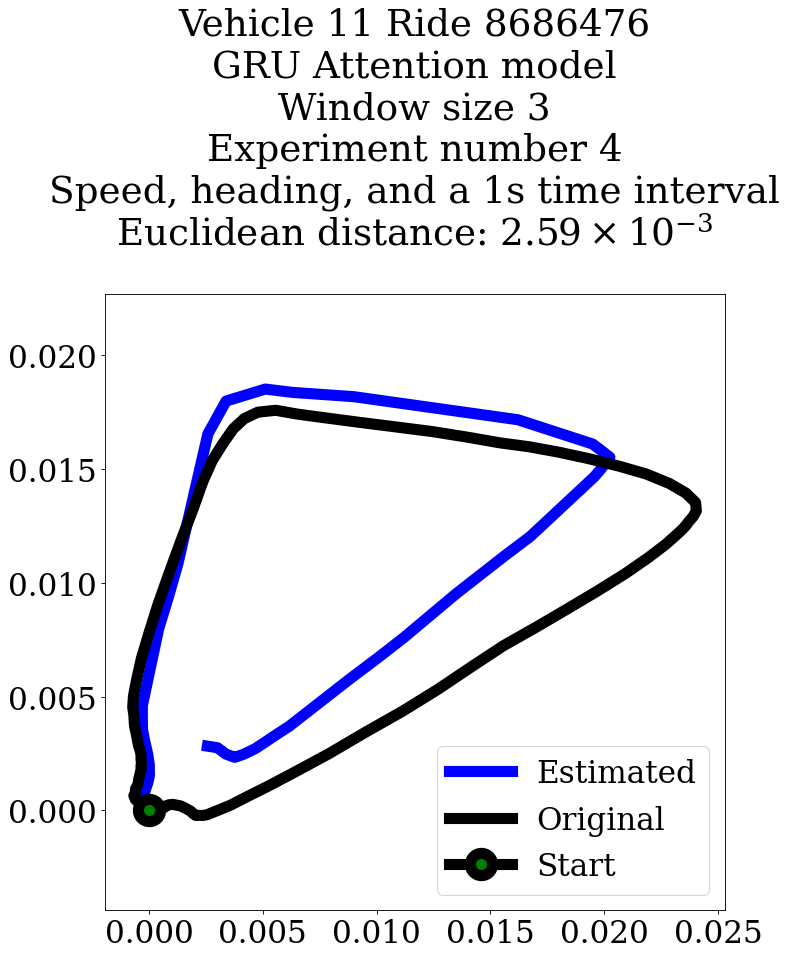 Vehicle 11 Ride 8686476
GRU Attention model
Window size 3
Experiment number 4
Speed, heading, and a 1s time interval
Euclidean distance: 2.59 × 10⁻³
0.020
0.015
0.010
0.005
0.000
Estimated
Original
Start
0.000 0.005 0.010 0.015 0.020 0.025